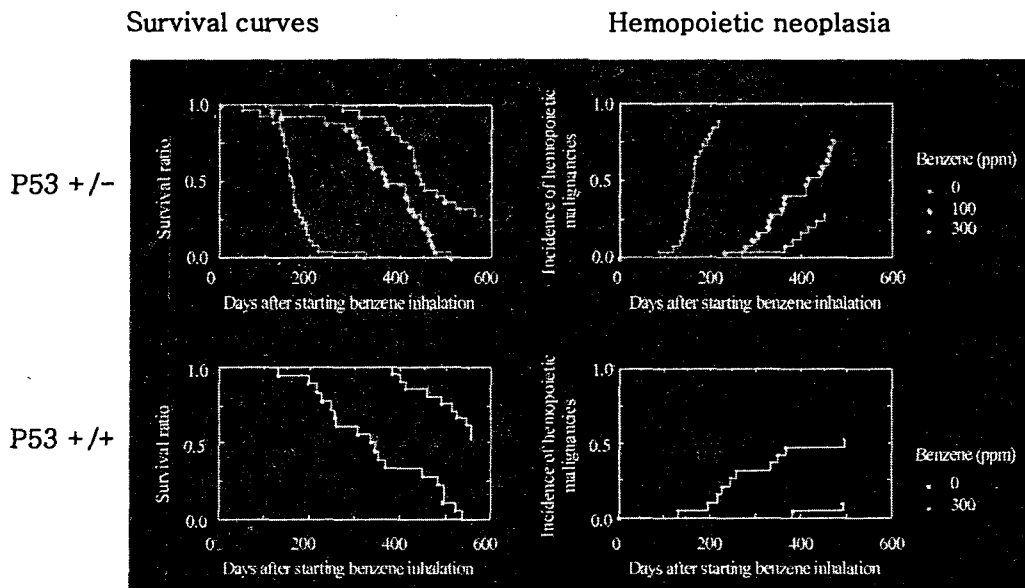 Survival curves
Hemopoietic neoplasia
P53 +/-
Survival ratio
1.0
0.5
0.0
0
200
400
600
Days after starting benzene inhalation
Incidence of hemopoietic
malignancies
1.0
0.5
0.0
0
200
400
600
Days after starting benzene inhalation
Benzene (ppm)
0
100
300
P53 +/+
Survival ratio
1.0
0.5
0.0
0
200
400
600
Days after starting benzene inhalation
Incidence of hemopoietic
malignancies
1.0
0.5
0.0
0
200
400
600
Days after starting benzene inhalation
Benzene (ppm)
0
300